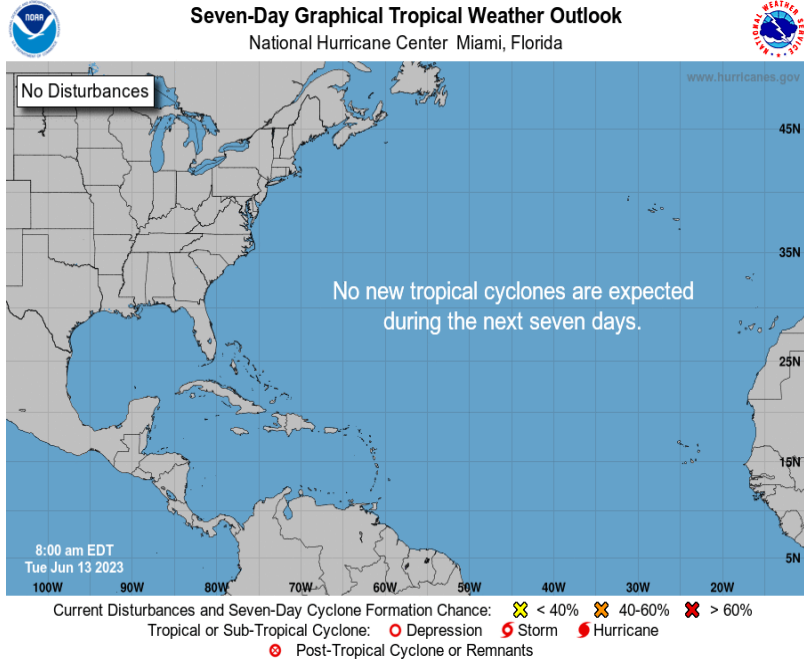 Seven-Day Graphical Tropical Weather Outlook
National Hurricane Center Miami, Florida
NOAA
NATIONAL WEATHER SERVICE
No Disturbances
www.hurricanes.gov
45N
35N
No new tropical cyclones are expected
during the next seven days.
25N
15N
8:00 am EDT
Tue Jun 13 2023
5N
100W 90W 80W 70W 60W 50W 40W 30W 20W
Current Disturbances and Seven-Day Cyclone Formation Chance: < 40% 40-60% > 60%
Tropical or Sub-Tropical Cyclone: Depression Storm Hurricane
Post-Tropical Cyclone or Remnants